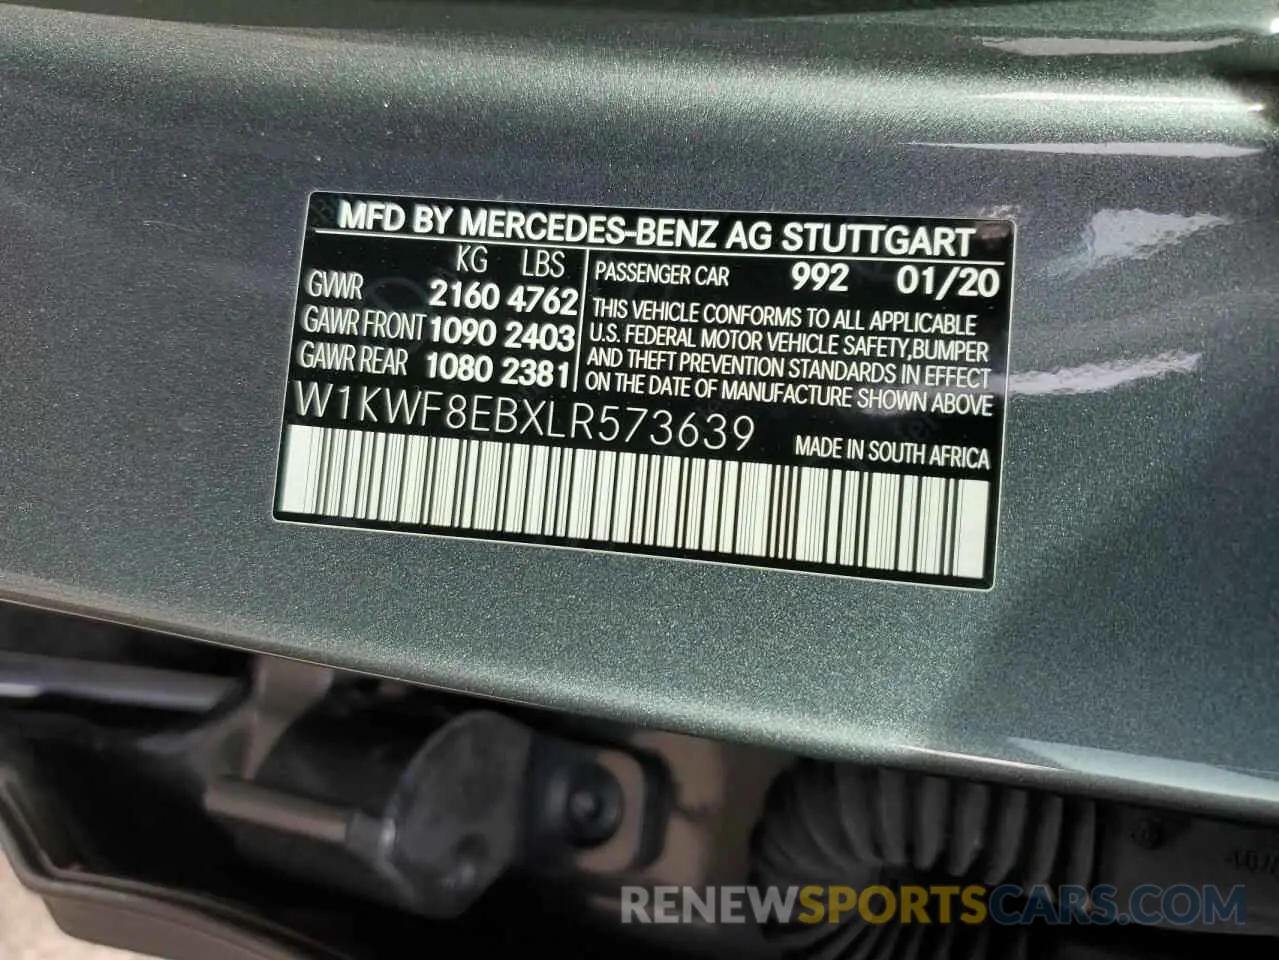 MFD BY MERCEDES-BENZ AG STUTTGART
KG LBS
GVWR 2160 4762
GAWR FRONT 1090 2403
GAWR REAR 1080 2381
PASSENGER CAR 992 01/20
THIS VEHICLE CONFORMS TO ALL APPLICABLE
U.S. FEDERAL MOTOR VEHICLE SAFETY,BUMPER
AND THEFT PREVENTION STANDARDS IN EFFECT
ON THE DATE OF MANUFACTURE SHOWN ABOVE
W1KWF8EBXLR573639
MADE IN SOUTH AFRICA
RENEWSPORTSCARS.COM